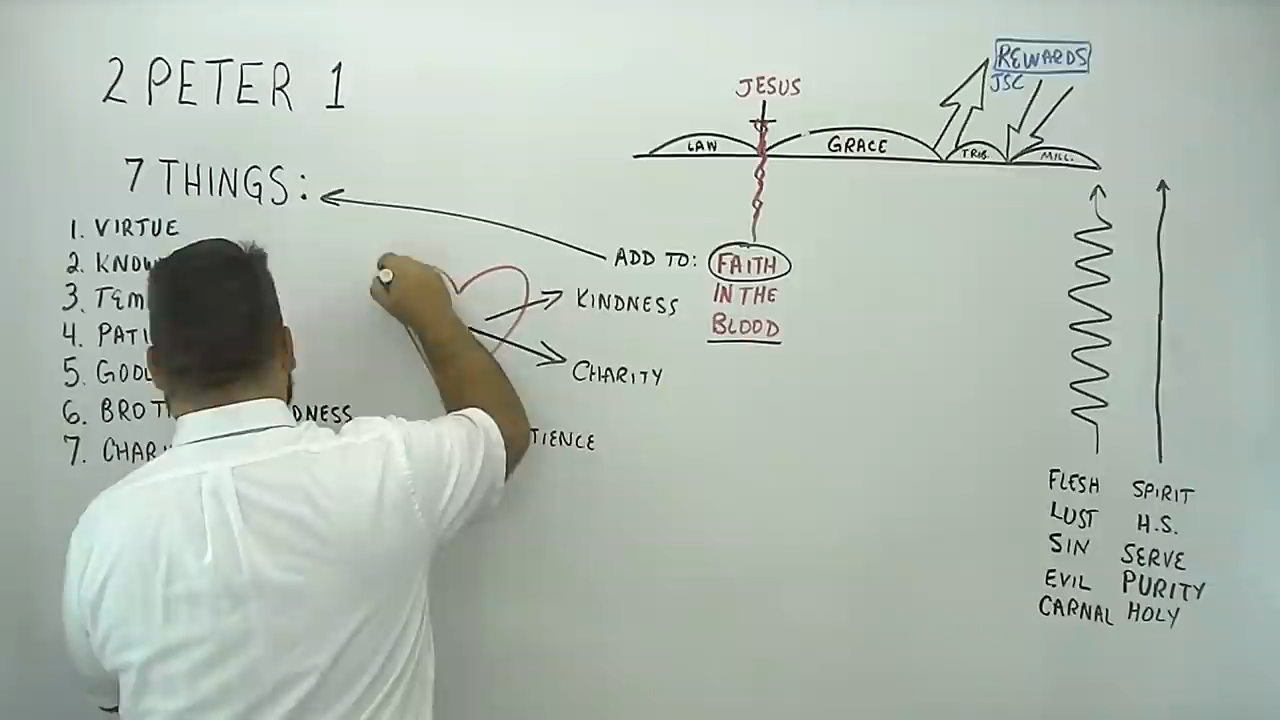 2 PETER 1
7 THINGS:
1. VIRTUE
2. KNOW
3. TEM
4. PATI
5. GODL
6. BROT DNESS
7. CHAR
TIENCE
KINDNESS
CHARITY
ADD TO: FAITH
IN THE
BLOOD
JESUS
LAW
GRACE
TRIB.
MILL.
REWARDS
JSC
FLESH
LUST
SIN
EVIL
CARNAL
SPIRIT
H.S.
SERVE
PURITY
HOLY